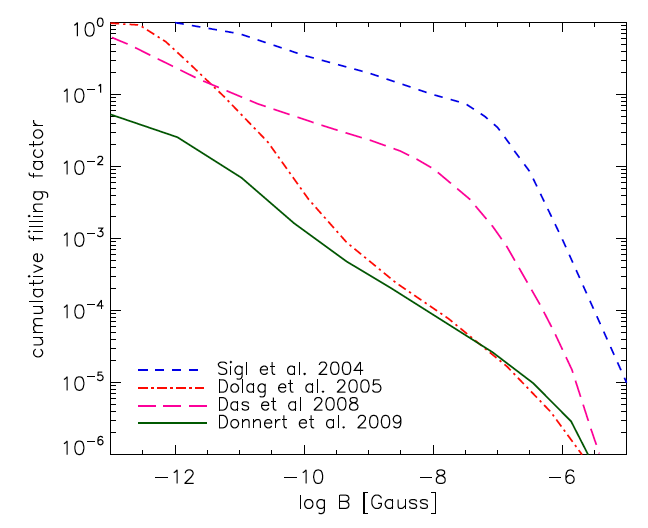 10⁰
10⁻¹
10⁻²
10⁻³
10⁻⁴
10⁻⁵
10⁻⁶
cumulative filling factor
Sigl et al. 2004
Dolag et al. 2005
Das et al 2008
Donnert et al. 2009
−12 −10 −8 −6
log B [Gauss]